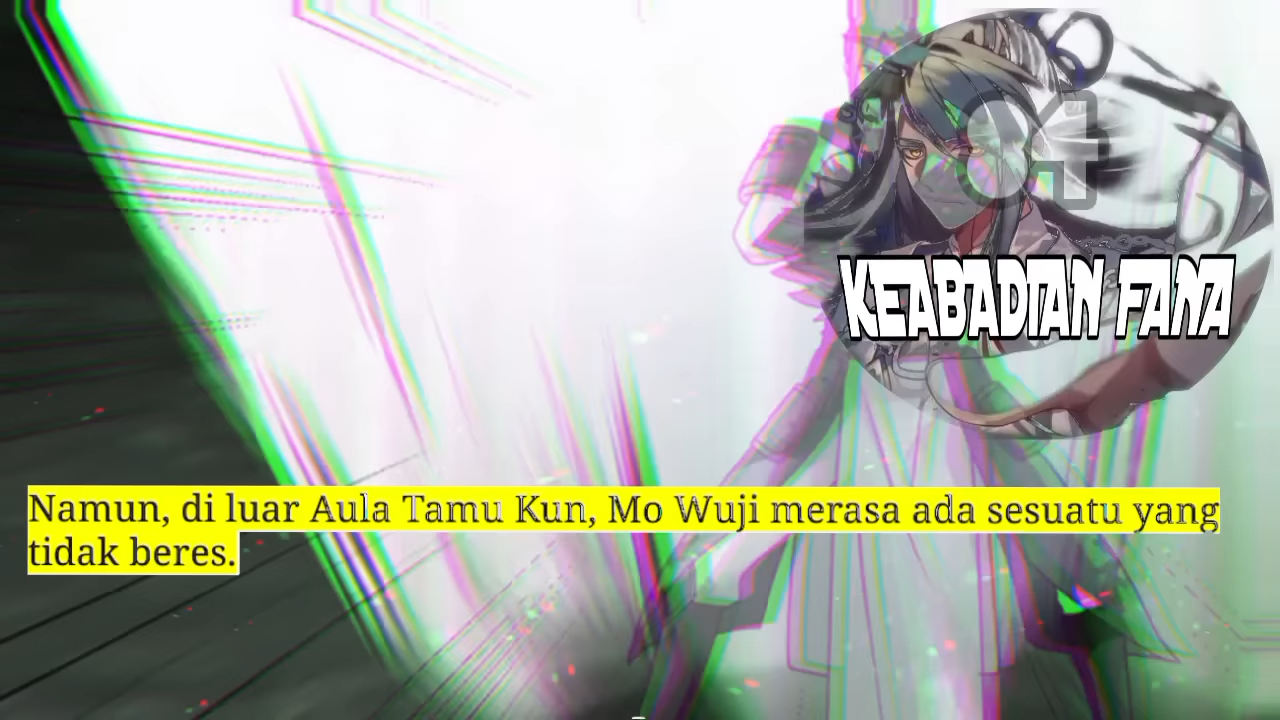 KEABADIAN FANA
Namun, di luar Aula Tamu Kun, Mo Wuji merasa ada sesuatu yang
tidak beres.